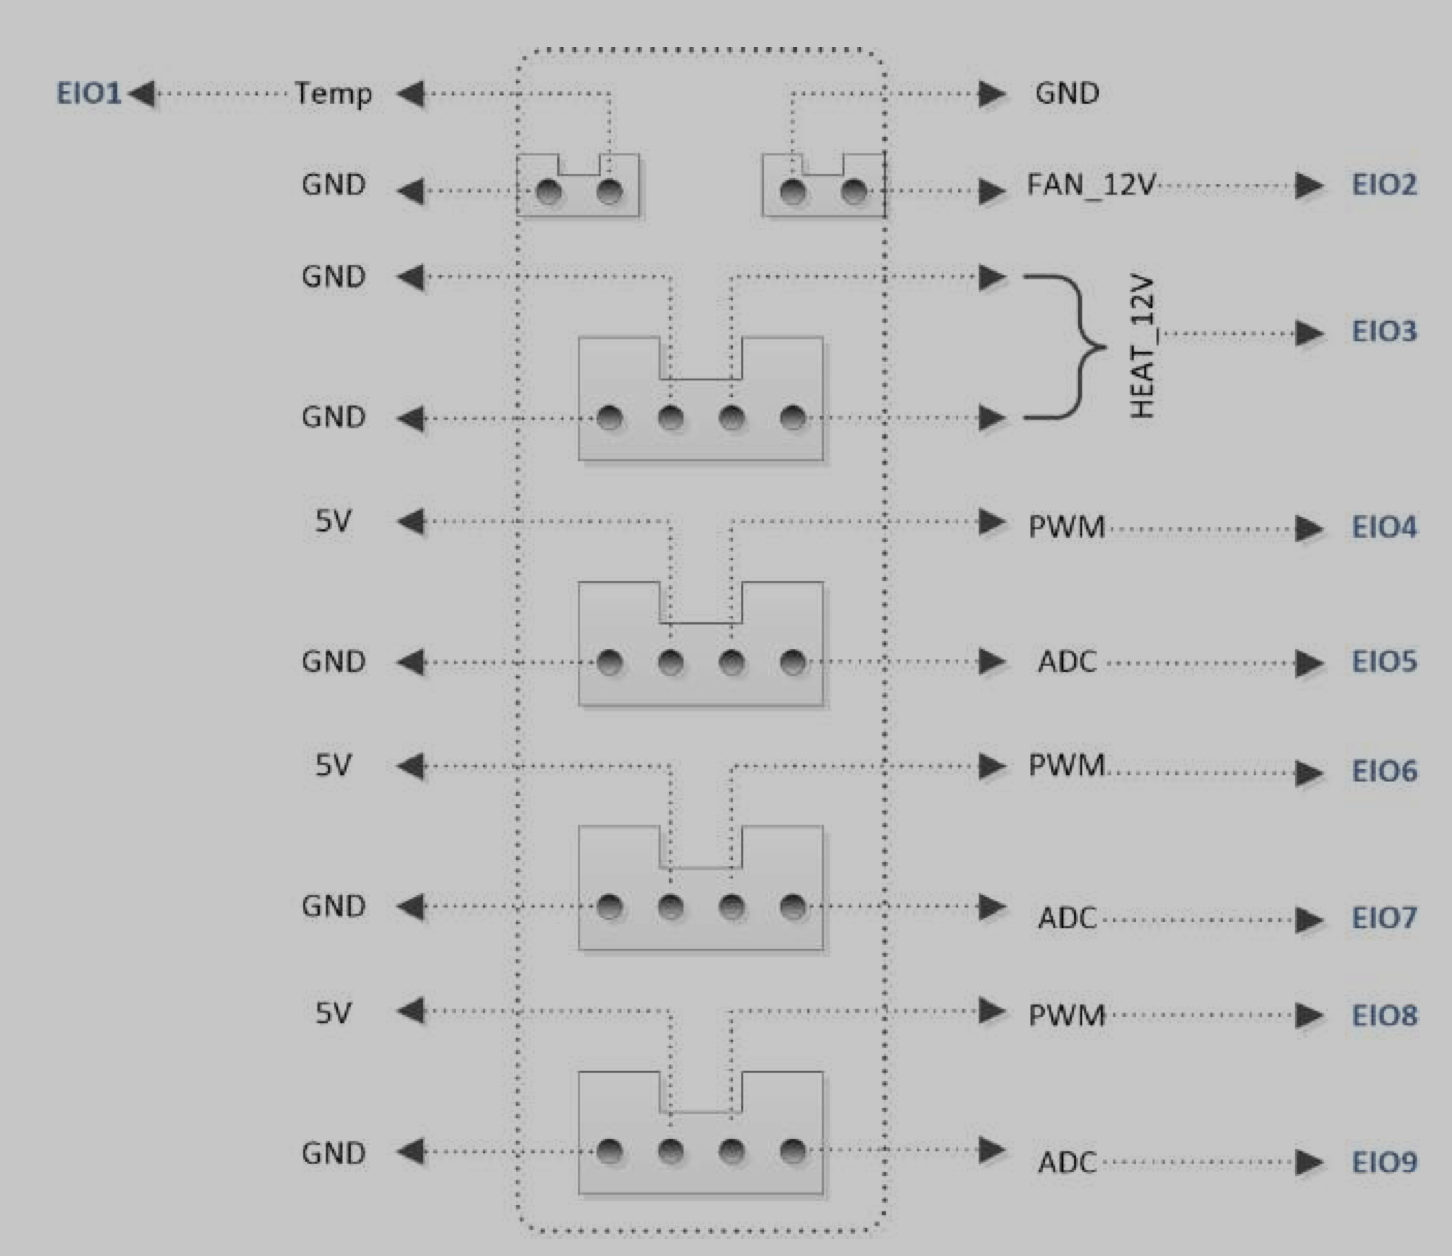 EIO1 Temp GND
GND FAN_12V EIO2
GND
HEAT_12V EIO3
GND
5V PWM EIO4
GND ADC EIO5
5V PWM EIO6
GND ADC EIO7
5V PWM EIO8
GND ADC EIO9